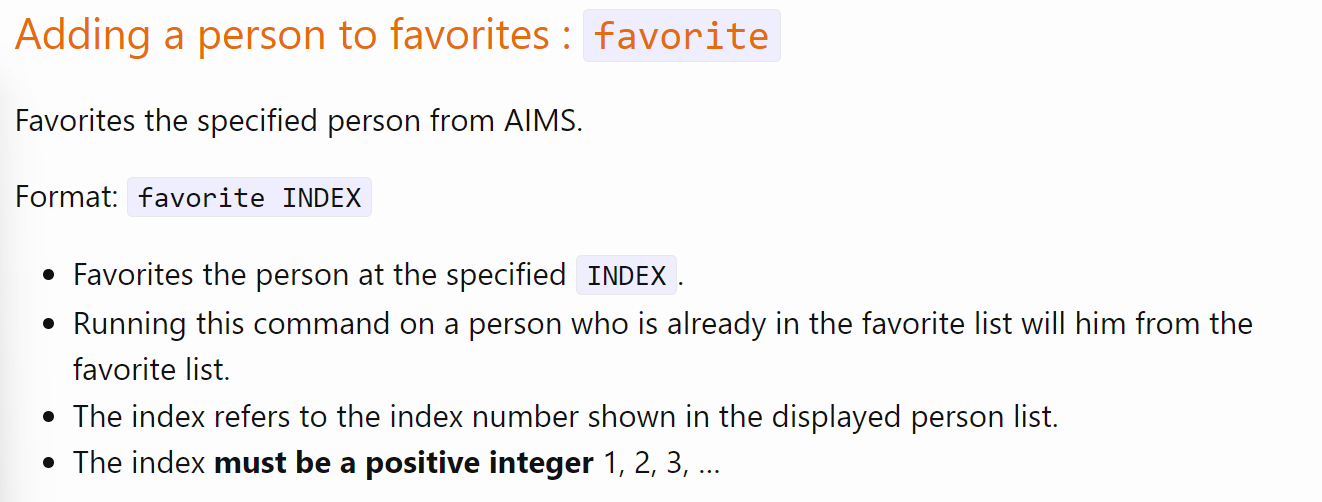 Adding a person to favorites : favorite
Favorites the specified person from AIMS.
Format: favorite INDEX
• Favorites the person at the specified INDEX.
• Running this command on a person who is already in the favorite list will him from the
favorite list.
• The index refers to the index number shown in the displayed person list.
• The index must be a positive integer 1, 2, 3, …